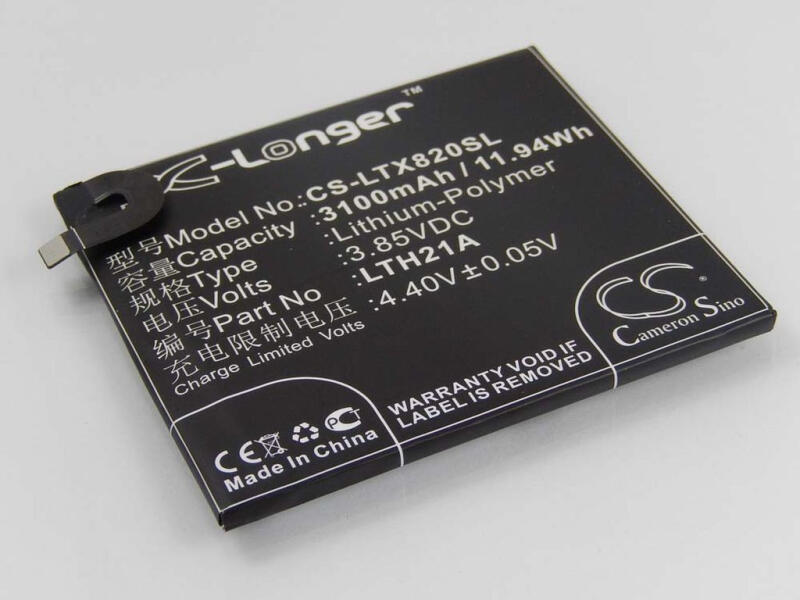 X-Longer™
型号Model No.:CS-LTX820SL
容量Capacity :3100mAh / 11.94Wh
规格Type :Lithium-Polymer
电压Volts :3.85VDC
编号Part No :LTH21A
充电限制电压 :4.40V±0.05V
Charge Limited Volts
CS
Cameron Sino
WARRANTY VOID IF
LABEL IS REMOVED.
CE PCT
Made In China